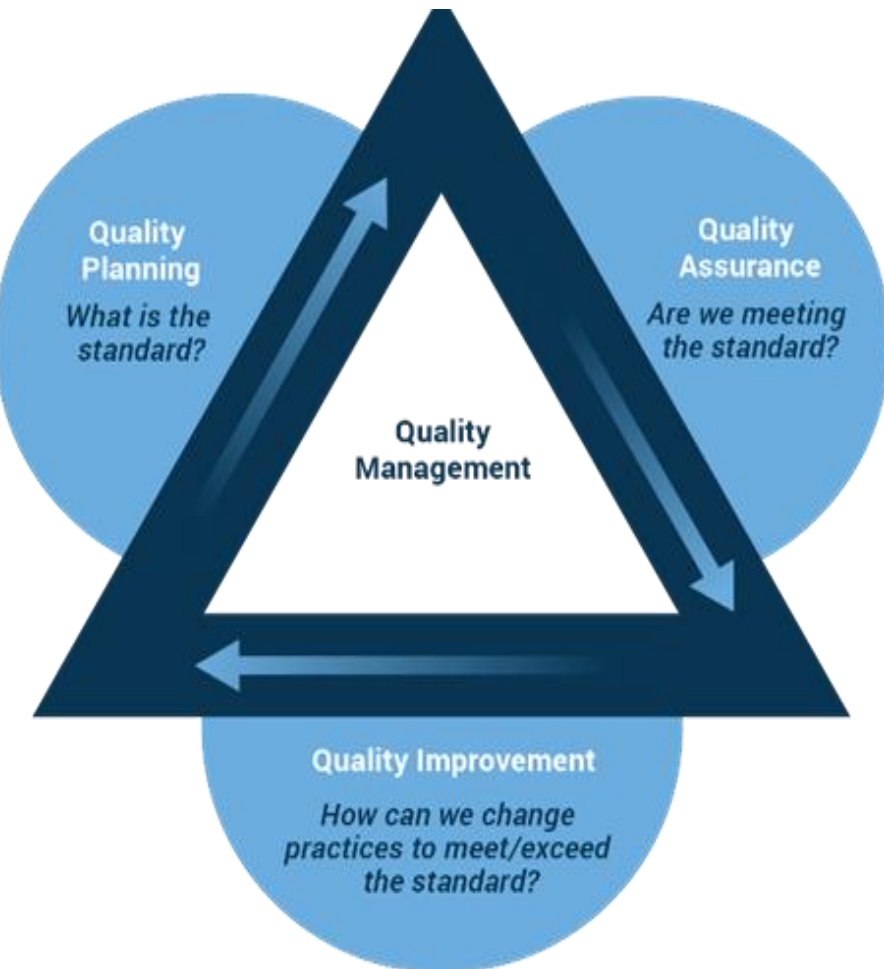 Quality
Planning
What is the
standard?
Quality
Assurance
Are we meeting
the standard?
Quality
Management
Quality Improvement
How can we change
practices to meet/exceed
the standard?